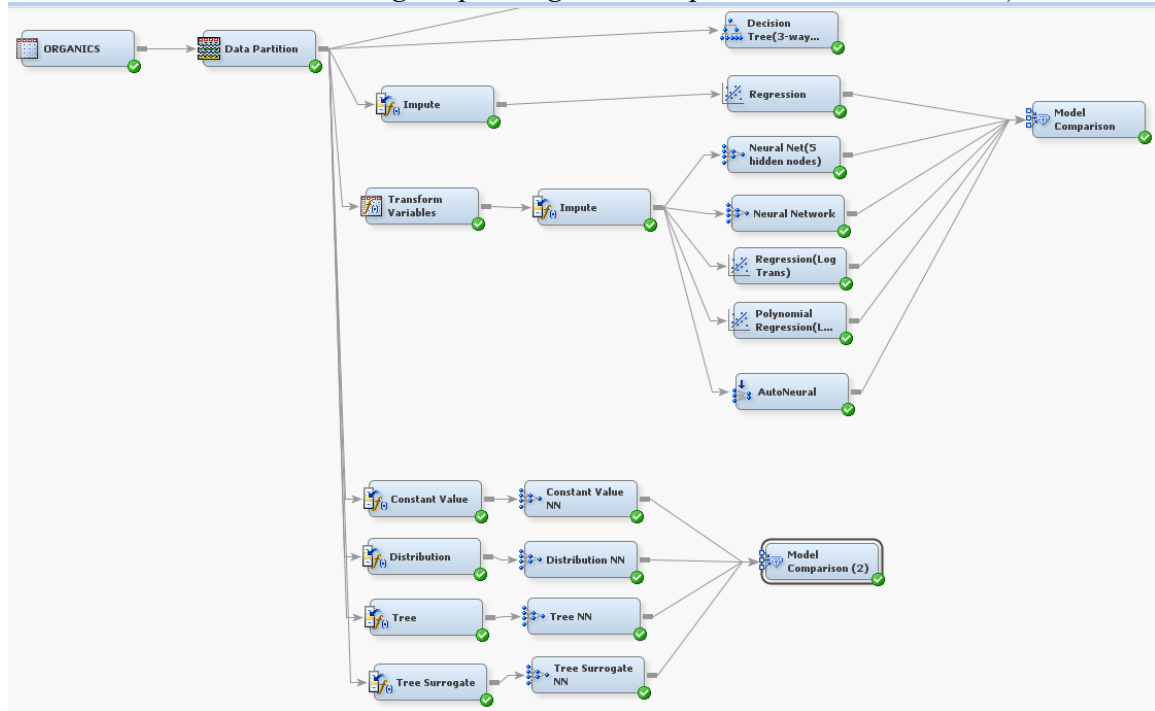 ORGANICS
Data Partition
Decision
Tree(3-way...
Impute
Regression
Model
Comparison
Neural Net(5
hidden nodes)
Transform
Variables
Impute
Neural Network
Regression(Log
Trans)
Polynomial
Regression(L...
AutoNeural
Constant Value
Constant Value
NN
Distribution
Distribution NN
Model
Comparison (2)
Tree
Tree NN
Tree Surrogate
Tree Surrogate
NN